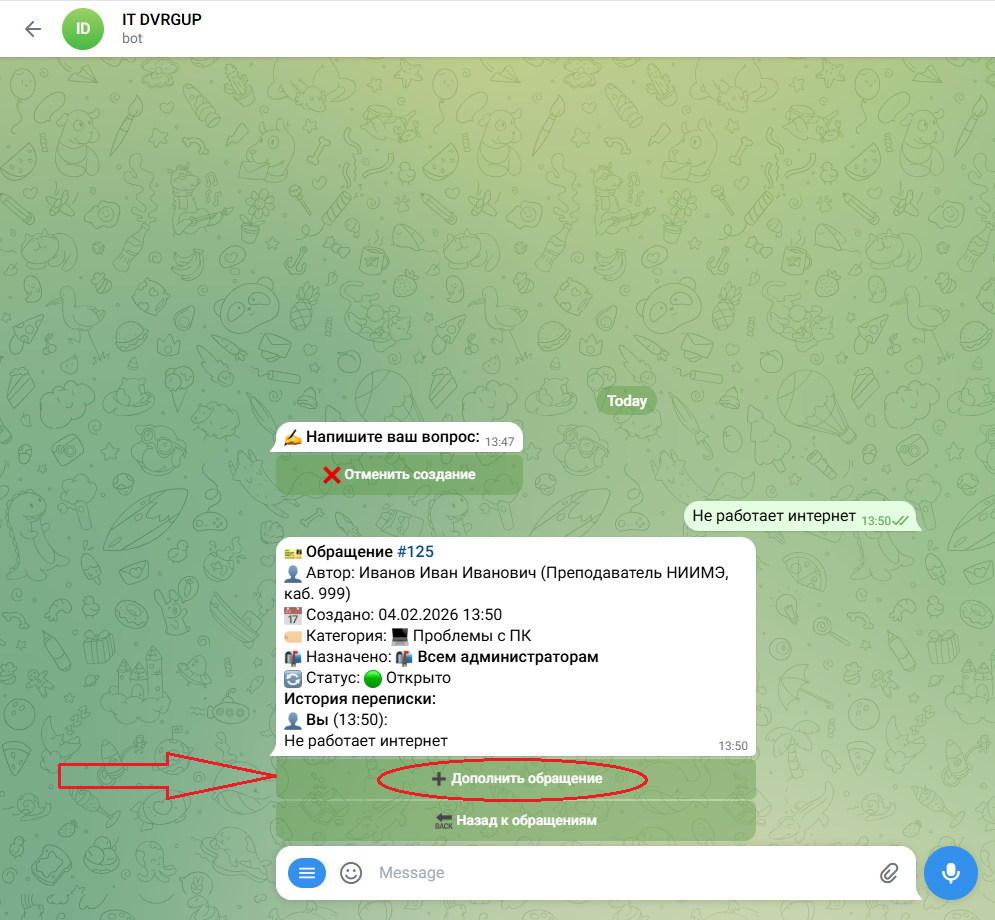 ID
IT DVRGUP
bot
Today
Напишите ваш вопрос: 13:47
Отменить создание
Не работает интернет 13:50
Обращение #125
Автор: Иванов Иван Иванович (Преподаватель НИИМЭ,
каб. 999)
Создано: 04.02.2026 13:50
Категория: Проблемы с ПК
Назначено: Всем администраторам
Статус: Открыто
История переписки:
Вы (13:50):
Не работает интернет
13:50
Дополнить обращение
BACK Назад к обращениям
Message